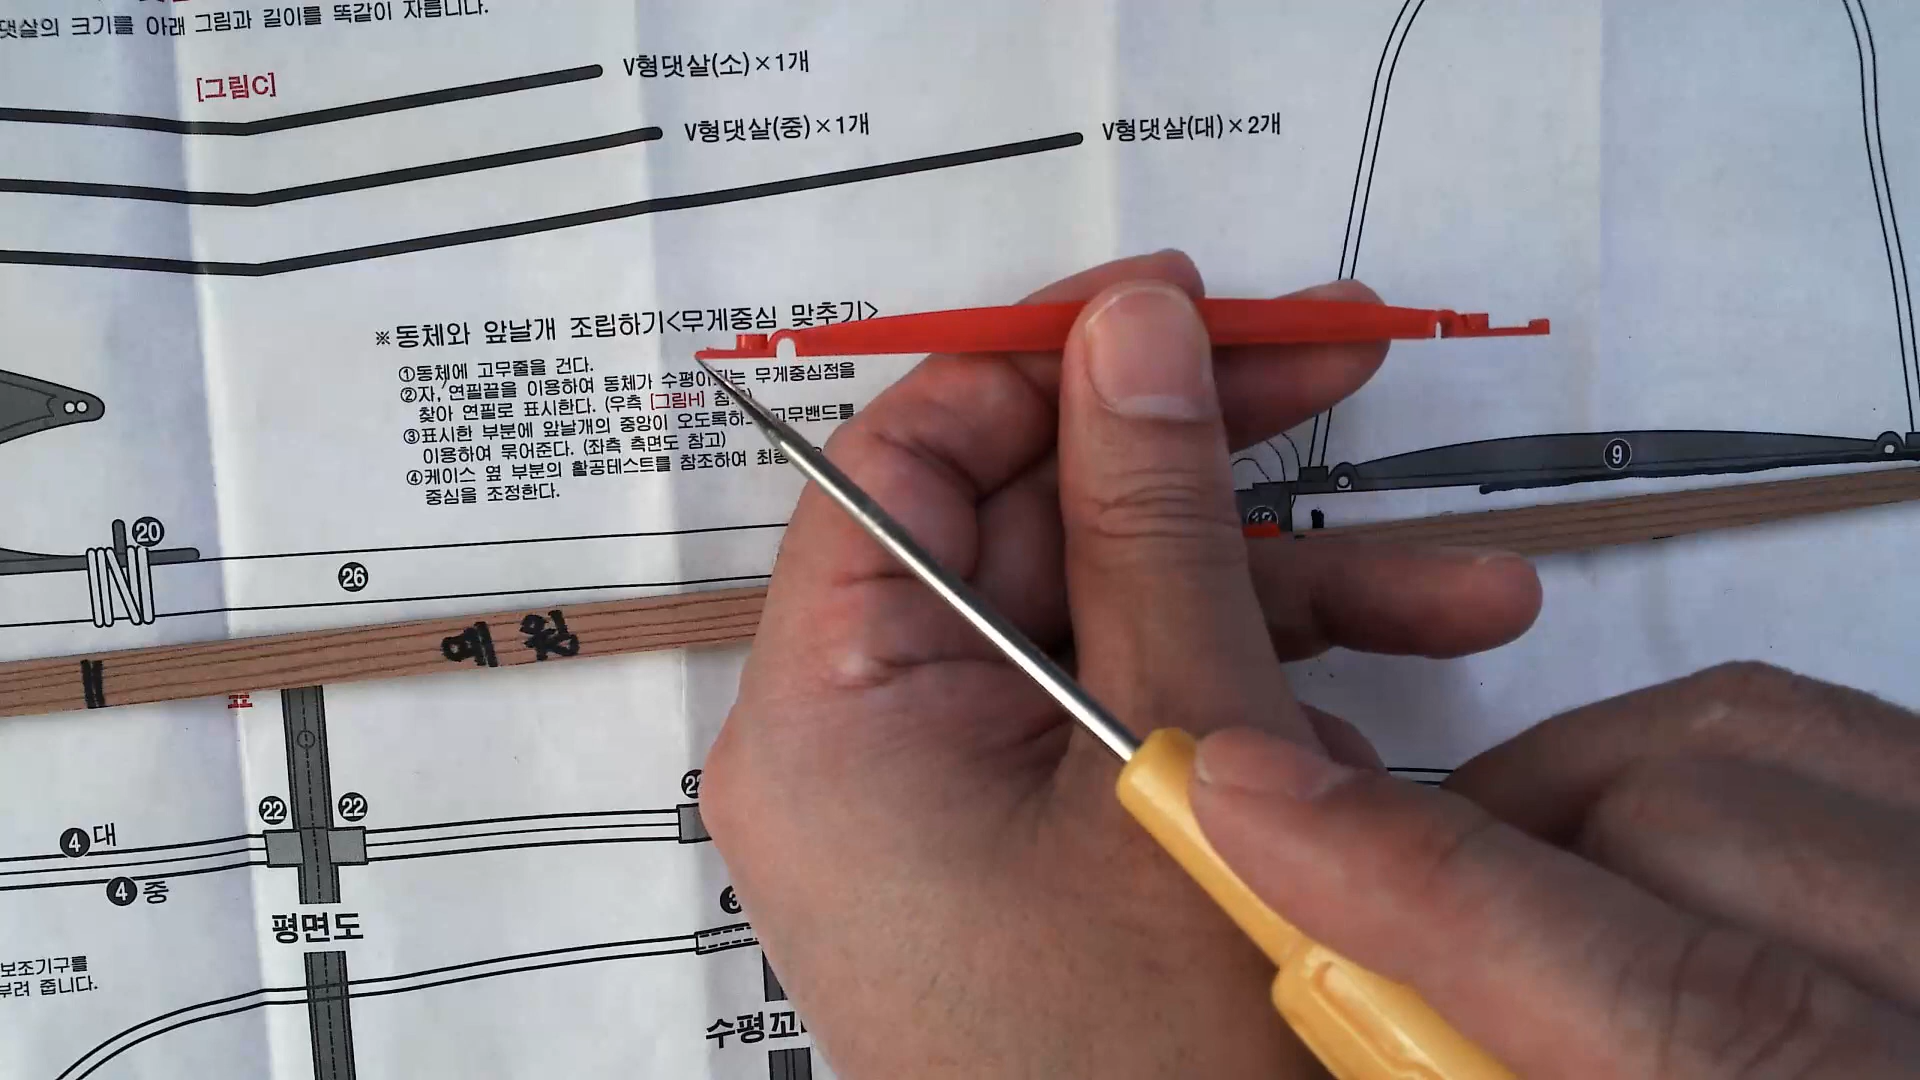 댓살의 크기를 아래 그림과 길이를 똑같이 자릅니다.
[그림C]
V형댓살(소)×1개
V형댓살(중)×1개
V형댓살(대)×2개
※동체와 앞날개 조립하기<무게중심 맞추기>
①동체에 고무줄을 건다.
②자, 연필끝을 이용하여 동체가 수평이되는 무게중심점을
찾아 연필로 표시한다. (우측 [그림H] 참
③표시한 부분에 앞날개의 중앙이 오도록하 고무밴드를
이용하여 묶어준다. (좌측 측면도 참고)
④케이스 옆 부분의 활공테스트를 참조하여 최종
중심을 조정한다.
9
20
26
예 원
22
22
4 대
4 중
평면도
보조기구를
부려 줍니다.
수평꼬